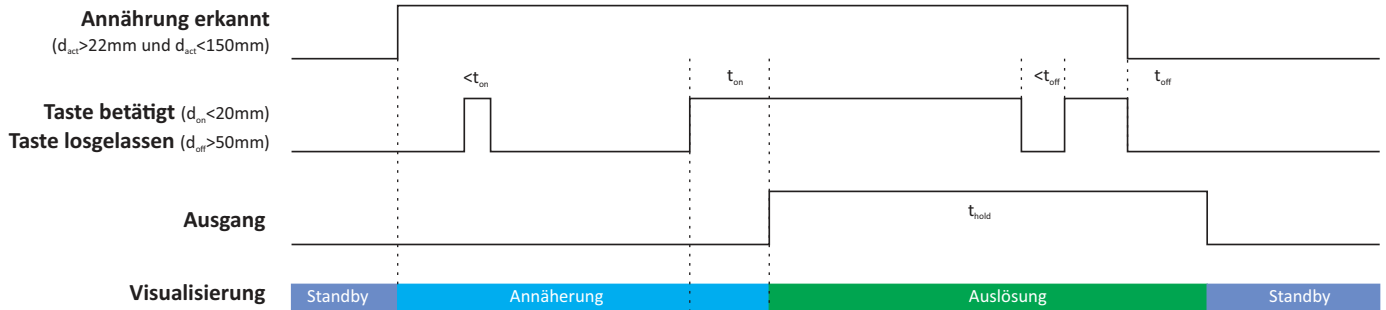 Annährung erkannt
(dact>22mm und dact<150mm)
<ton
ton
<toff
toff
Taste betätigt (don<20mm)
Taste losgelassen (doff>50mm)
Ausgang
thold
Visualisierung
Standby
Annäherung
Auslösung
Standby